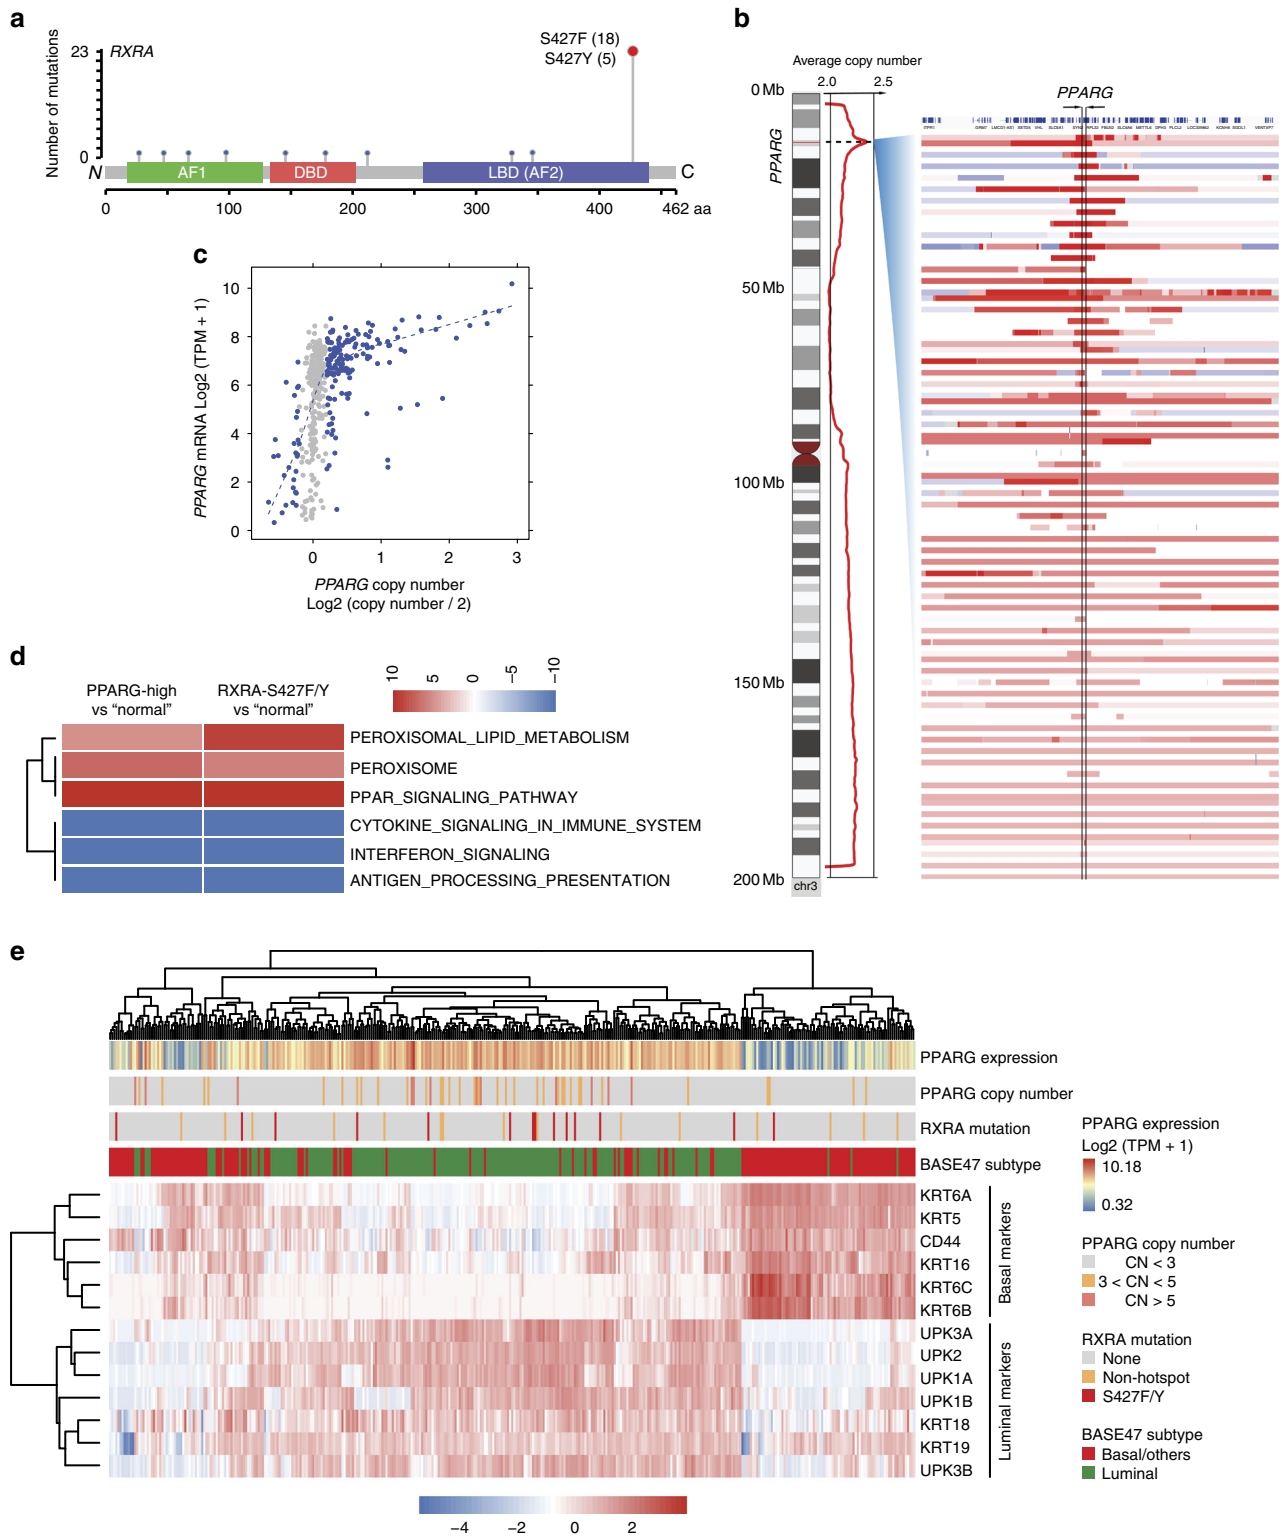 a
Number of mutations
23
0
RXRA
S427F (18)
S427Y (5)
N
AF1
DBD
LBD (AF2)
C
0
100
200
300
400
462 aa
b
Average copy number
2.0
2.5
0 Mb
50 Mb
100 Mb
150 Mb
200 Mb
PPARG
chr3
PPARG
c
PPARG mRNA Log2 (TPM + 1)
10
8
6
4
2
0
0
1
2
3
PPARG copy number
Log2 (copy number / 2)
d
PPARG-high
vs “normal”
RXRA-S427F/Y
vs “normal”
10
5
0
−5
−10
PEROXISOMAL_LIPID_METABOLISM
PEROXISOME
PPAR_SIGNALING_PATHWAY
CYTOKINE_SIGNALING_IN_IMMUNE_SYSTEM
INTERFERON_SIGNALING
ANTIGEN_PROCESSING_PRESENTATION
e
PPARG expression
PPARG copy number
RXRA mutation
BASE47 subtype
KRT6A
KRT5
CD44
KRT16
KRT6C
KRT6B
UPK3A
UPK2
UPK1A
UPK1B
KRT18
KRT19
UPK3B
Basal markers
Luminal markers
PPARG expression
Log2 (TPM + 1)
10.18
0.32
PPARG copy number
CN < 3
3 < CN < 5
CN > 5
RXRA mutation
None
Non-hotspot
S427F/Y
BASE47 subtype
Basal/others
Luminal
−4
−2
0
2